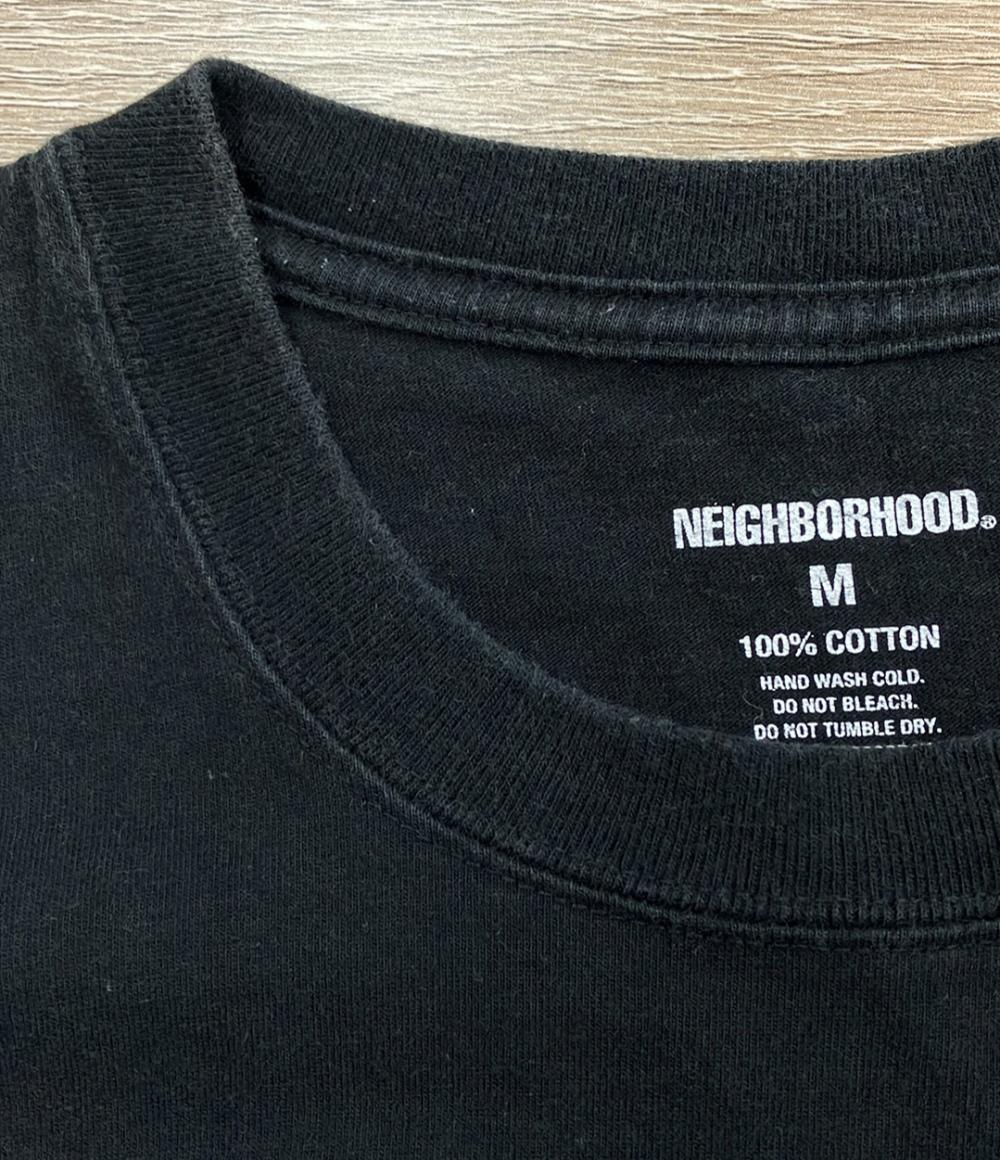 NEIGHBORHOOD®
M
100% COTTON
HAND WASH COLD.
DO NOT BLEACH.
DO NOT TUMBLE DRY.